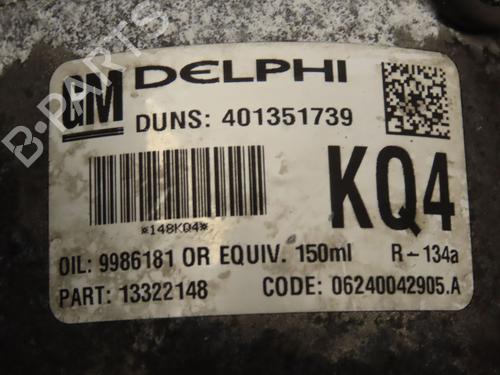 GM DELPHI
DUNS: 401351739
*148KQ4*
KQ4
OIL: 9986181 OR EQUIV. 150ml R-134a
PART: 13322148 CODE: 06240042905.A
B-PARTS